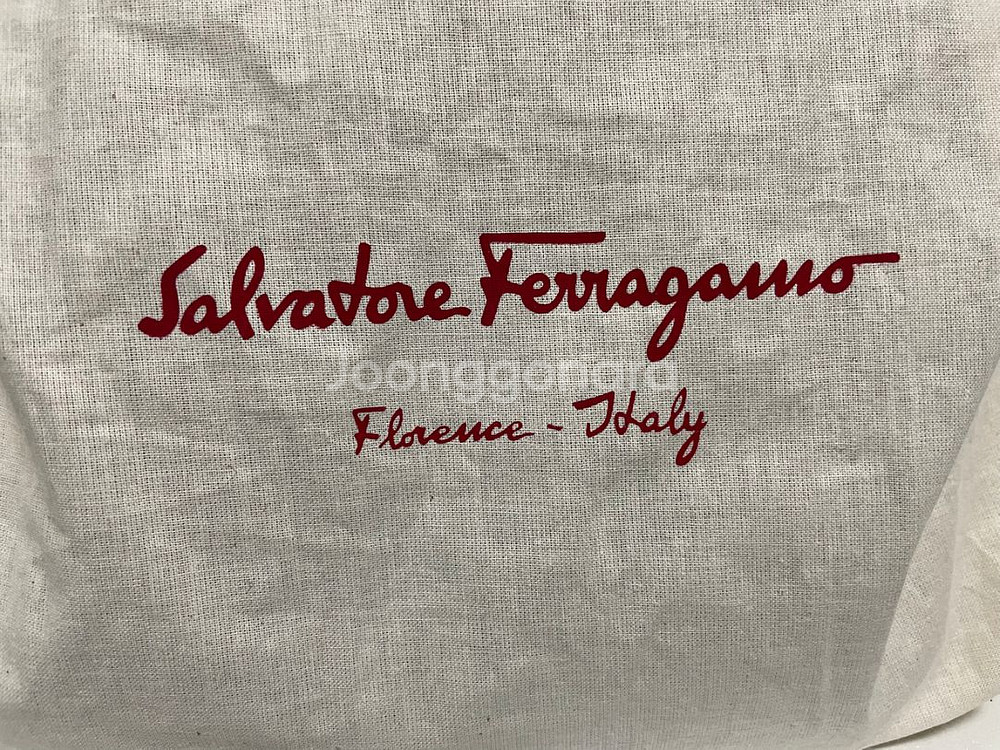 Salvatore Ferragamo
Joonggonara
Florence - Italy